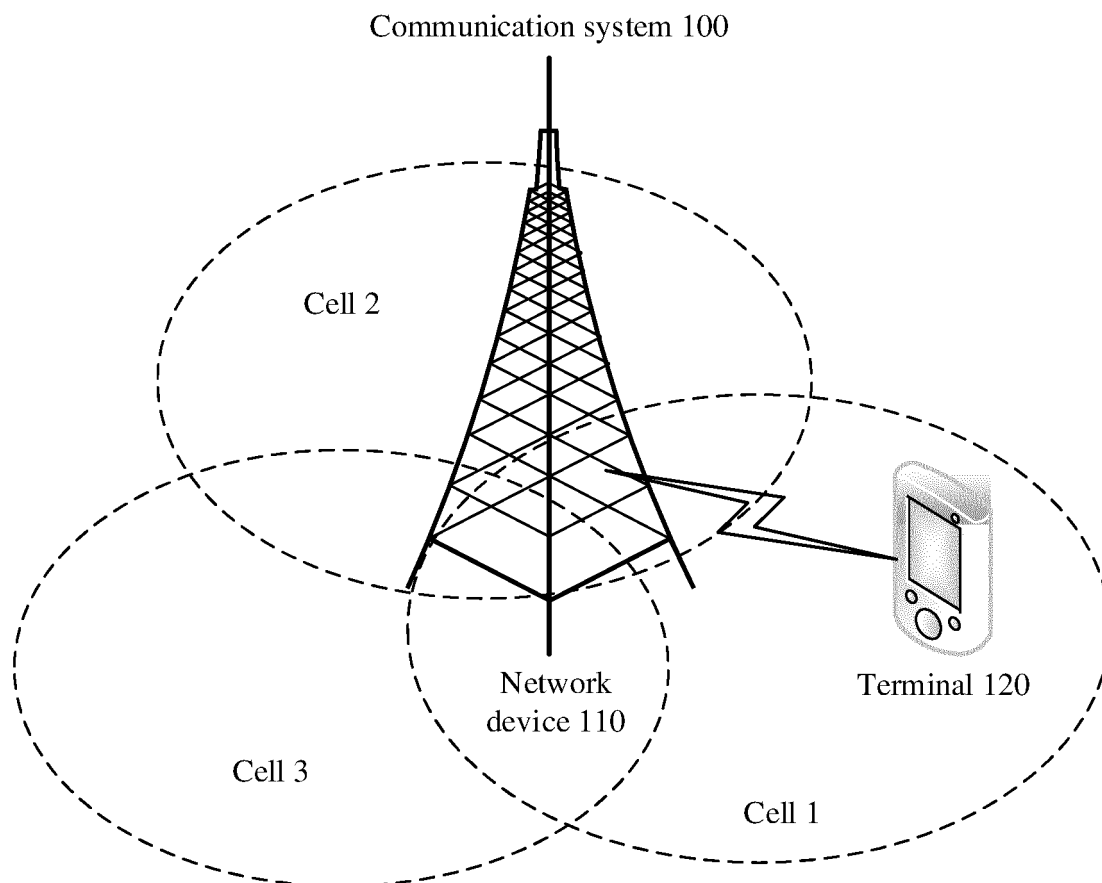 Communication system 100
Cell 2
Network
device 110
Terminal 120
Cell 3
Cell 1